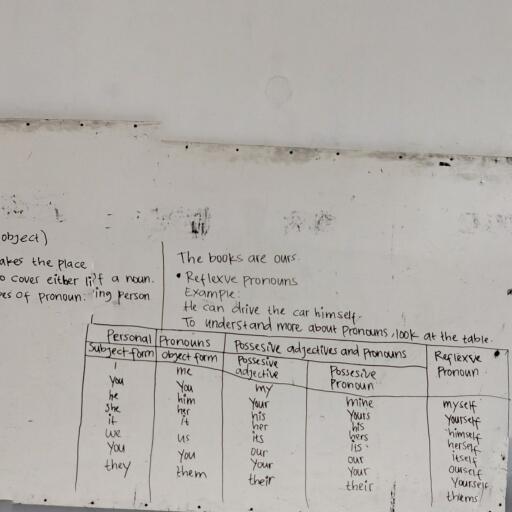 object)
akes the place
o cover either li f a noun.
es of pronoun: ing person
The books are ours.
• Reflexve pronouns
Example:
He can drive the car himself.
To understand more about pronouns, look at the table.
Personal Pronouns Possesive adjectives and pronouns Reflexsve Pronoun
Subject form object form Possesive adjective Possesive Pronoun
I me my mine myself
you you your yours yourself
he him his his himself
she her her hers herself
it it its its itself
we us our our ourself
you you your your yourself
they them their their thems